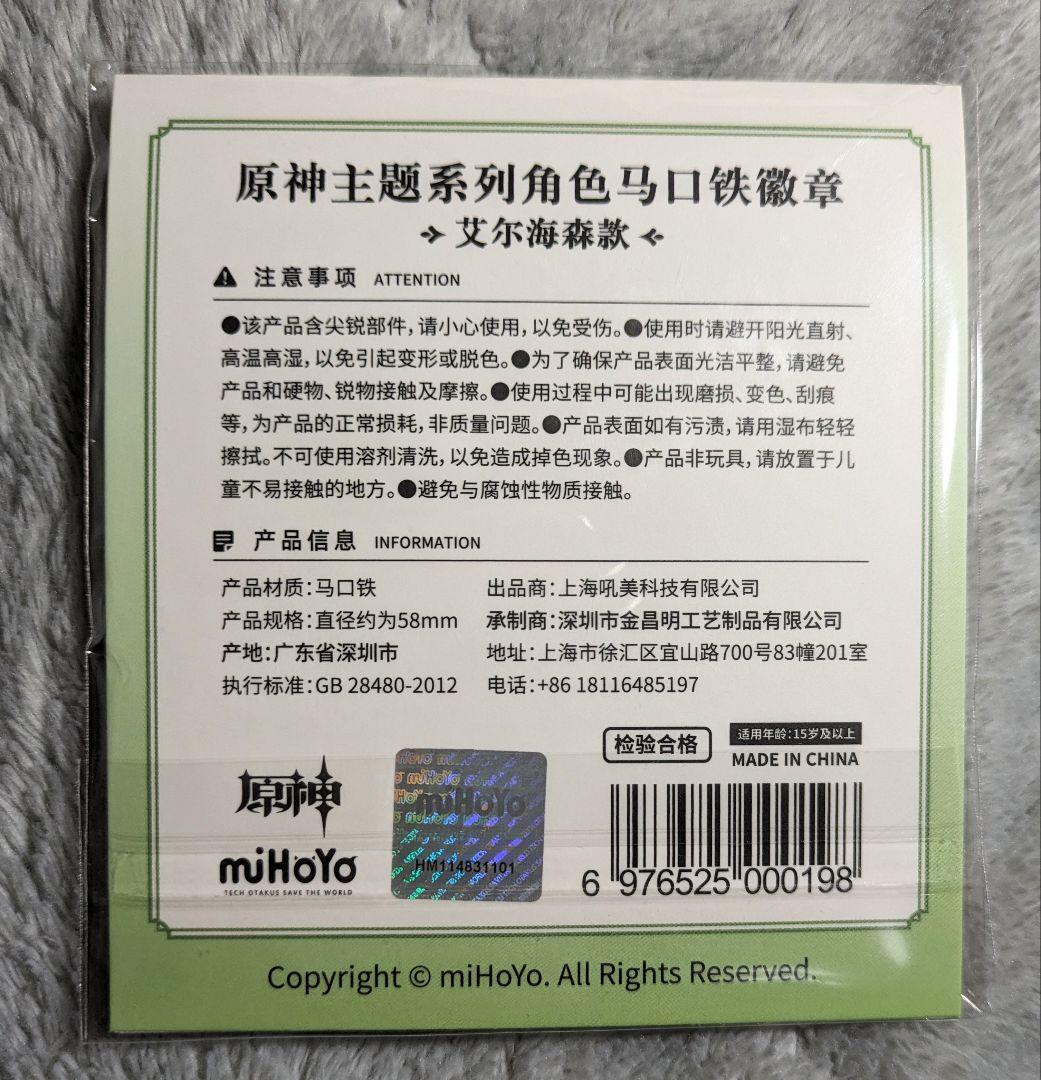 原神主题系列角色马口铁徽章
艾尔海森款
注意事项 ATTENTION
●该产品含尖锐部件，请小心使用，以免受伤。●使用时请避开阳光直射、
高温高湿，以免引起变形或脱色。●为了确保产品表面光洁平整，请避免
产品和硬物、锐物接触及摩擦。●使用过程中可能出现磨损、变色、刮痕
等，为产品的正常损耗，非质量问题。●产品表面如有污渍，请用湿布轻轻
擦拭。不可使用溶剂清洗，以免造成掉色现象。●产品非玩具，请放置于儿
童不易接触的地方。●避免与腐蚀性物质接触。
产品信息 INFORMATION
产品材质：马口铁
产品规格：直径约为58mm
产地：广东省深圳市
执行标准：GB 28480-2012
出品商：上海吼美科技有限公司
承制商：深圳市金昌明工艺制品有限公司
地址：上海市徐汇区宜山路700号83幢201室
电话：+86 18116485197
检验合格
适用年龄：15岁及以上
MADE IN CHINA
原神
miHoYo
TECH OTAKUS SAVE THE WORLD
miHoYo
HM114831101
6 976525 000198
Copyright © miHoYo. All Rights Reserved.